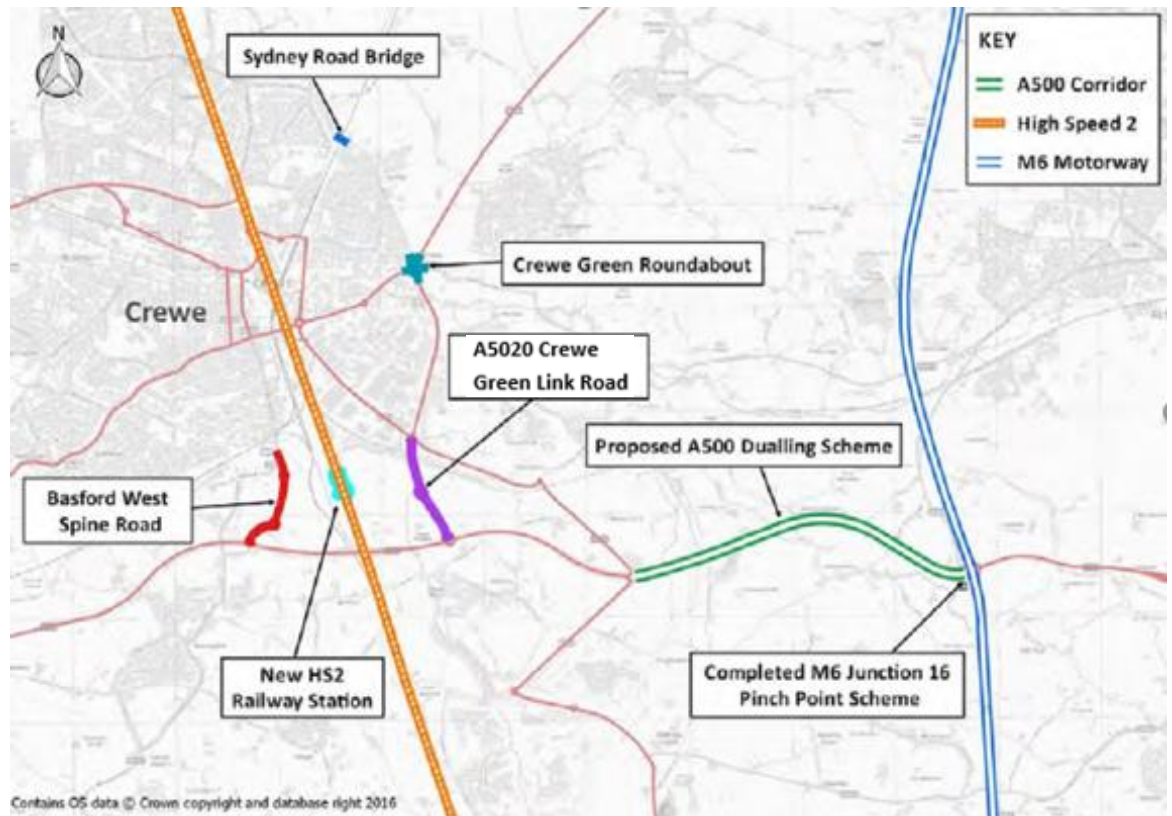 N
Sydney Road Bridge
KEY
A500 Corridor
High Speed 2
M6 Motorway
Crewe Green Roundabout
Crewe
A5020 Crewe
Green Link Road
Proposed A500 Dualling Scheme
Basford West
Spine Road
New HS2
Railway Station
Completed M6 Junction 16
Pinch Point Scheme
Contains OS data © Crown copyright and database right 2016